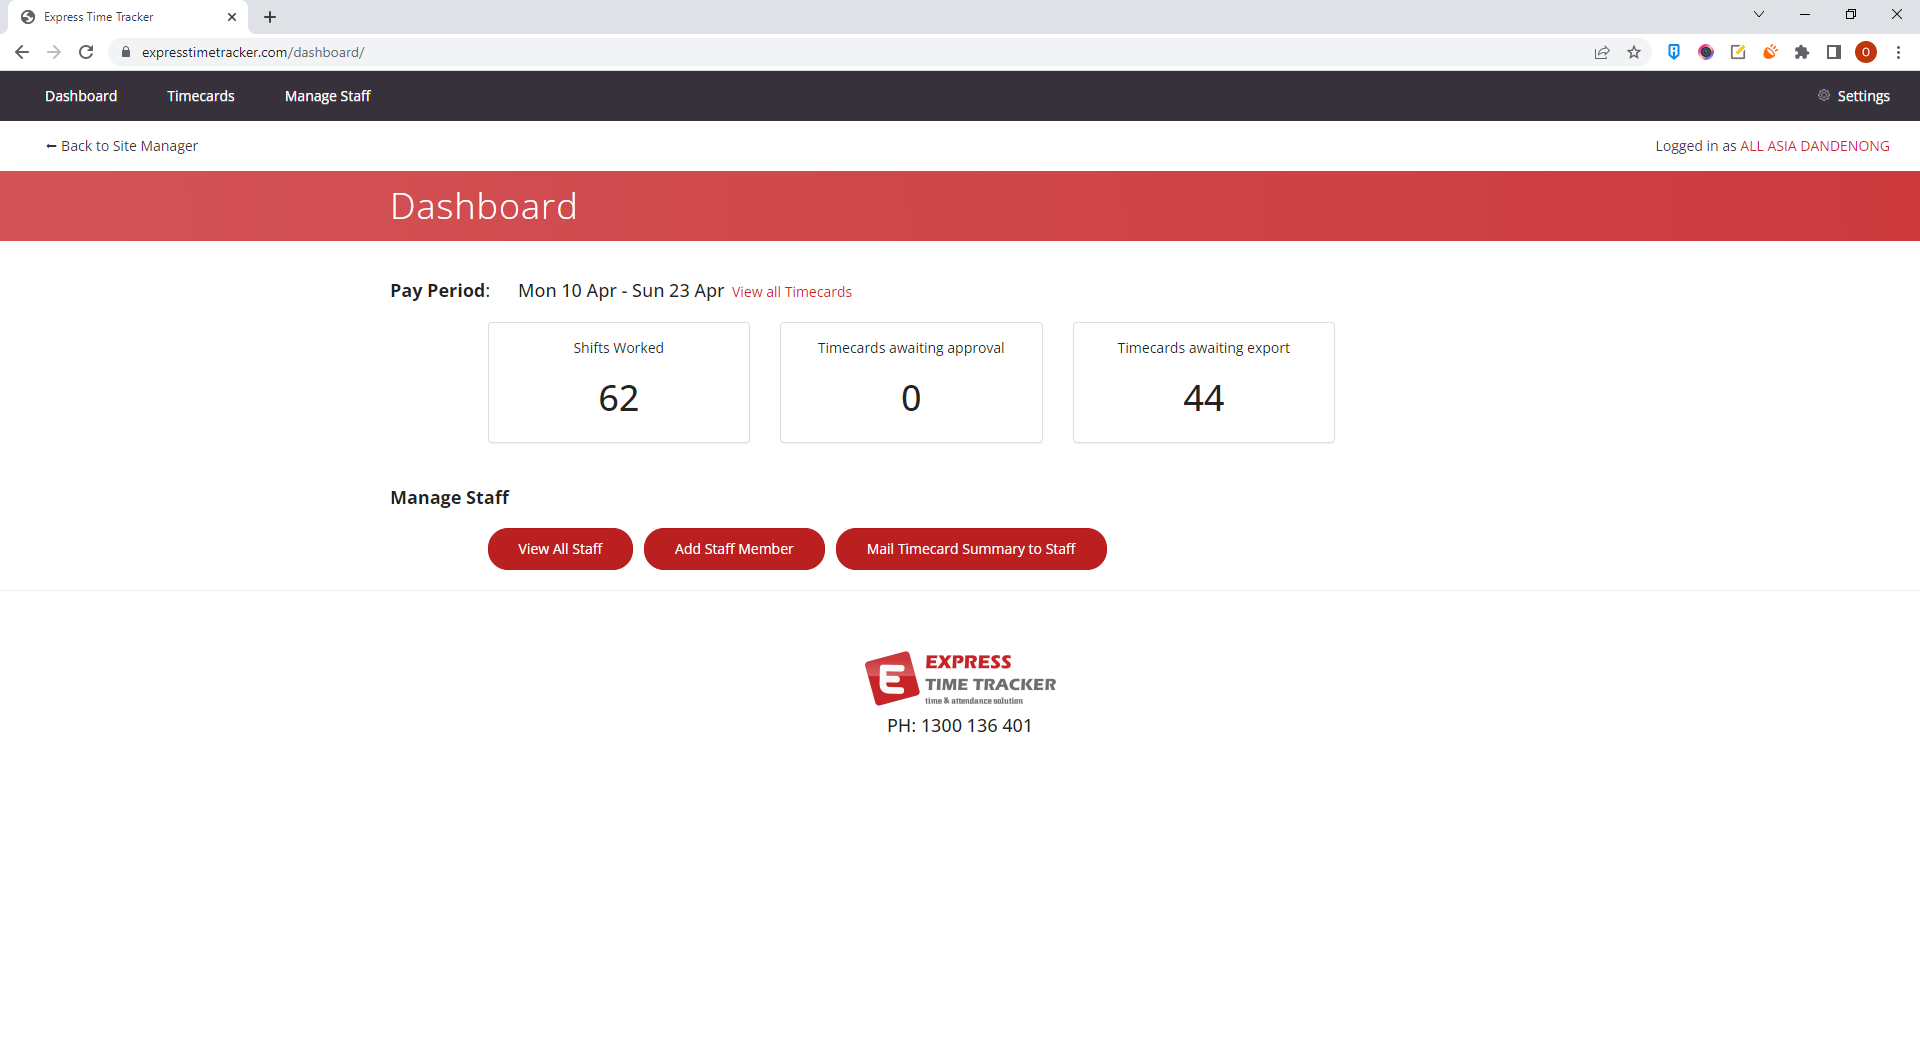 Express Time Tracker
expresstimetracker.com/dashboard/
O
Dashboard Timecards Manage Staff Settings
Back to Site Manager Logged in as ALL ASIA DANDENONG
Dashboard
Pay Period: Mon 10 Apr - Sun 23 Apr View all Timecards
Shifts Worked Timecards awaiting approval Timecards awaiting export
62 0 44
Manage Staff
View All Staff Add Staff Member Mail Timecard Summary to Staff
E EXPRESS
TIME TRACKER
time & attendance solution
PH: 1300 136 401